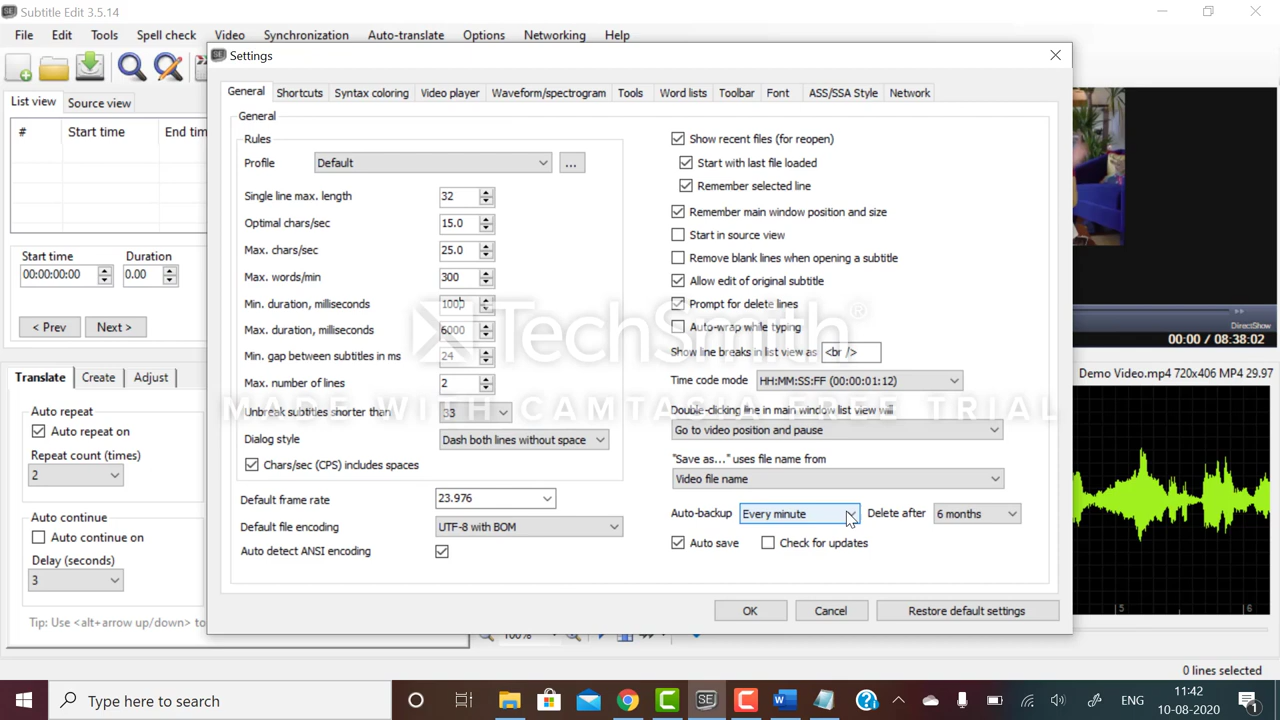 Subtitle Edit 3.5.14
File Edit Tools Spell check Video Synchronization Auto-translate Options Networking Help
Settings
General Shortcuts Syntax coloring Video player Waveform/spectrogram Tools Word lists Toolbar Font ASS/SSA Style Network
List view Source view
# Start time End tim
General
Rules
Profile Default ...
Single line max. length 32
Optimal chars/sec 15.0
Max. chars/sec 25.0
Max. words/min 300
Min. duration, milliseconds 1000
Max. duration, milliseconds 6000
Min. gap between subtitles in ms 24
Max. number of lines 2
Unbreak subtitles shorter than 33
Dialog style Dash both lines without space
Chars/sec (CPS) includes spaces
Default frame rate 23.976
Default file encoding UTF-8 with BOM
Auto detect ANSI encoding
Show recent files (for reopen)
Start with last file loaded
Remember selected line
Remember main window position and size
Start in source view
Remove blank lines when opening a subtitle
Allow edit of original subtitle
Prompt for delete lines
Auto-wrap while typing
Show line breaks in list view as <br />
Time code mode HH:MM:SS:FF (00:00:01:12)
Double-clicking line in main window list view will
Go to video position and pause
"Save as..." uses file name from
Video file name
Auto-backup Every minute Delete after 6 months
Auto save Check for updates
OK Cancel Restore default settings
TechSmith®
MADE WITH CAMTASIA FREE TRIAL
Start time Duration
00:00:00:00 0.00
< Prev Next >
Translate Create Adjust
Auto repeat
Auto repeat on
Repeat count (times)
2
Auto continue
Auto continue on
Delay (seconds)
3
Tip: Use <alt+arrow up/down> to
100%
DirectShow
00:00 / 08:38:02
Demo Video.mp4 720x406 MP4 29.97
5 6
0 lines selected
Type here to search
ENG
11:42
10-08-2020
1